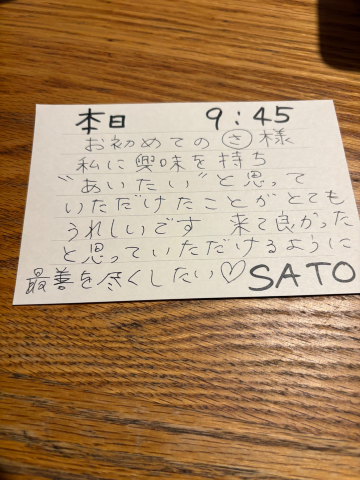 本日 9:45
お初めての さ 様
私に興味を持ち
"あいたい"と思って
いただけたことがとても
うれしいです 来て良かった
と思っていただけるように
最善を尽くしたい♡ SATO